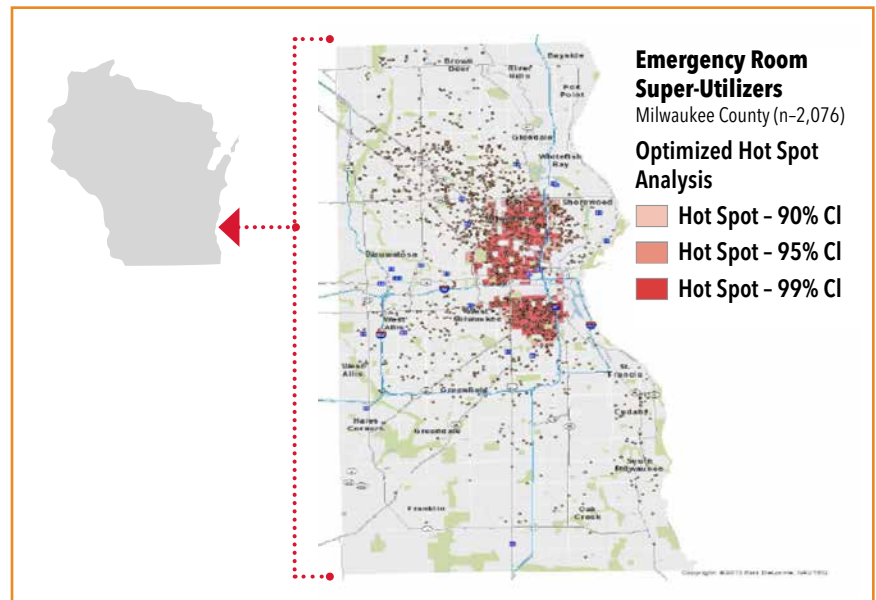 Emergency Room
Super-Utilizers
Milwaukee County (n–2,076)
Optimized Hot Spot
Analysis
Hot Spot – 90% CI
Hot Spot – 95% CI
Hot Spot – 99% CI
Bayside
Brown
Deer
River
Hills
Fox
Point
Glendale
Whitefish
Bay
Shorewood
Wauwatosa
West
Milwaukee
West
Allis
West
Allis
St.
Francis
Greenfield
Cudahy
Hales
Corners
Greendale
South
Milwaukee
Franklin
Oak
Creek